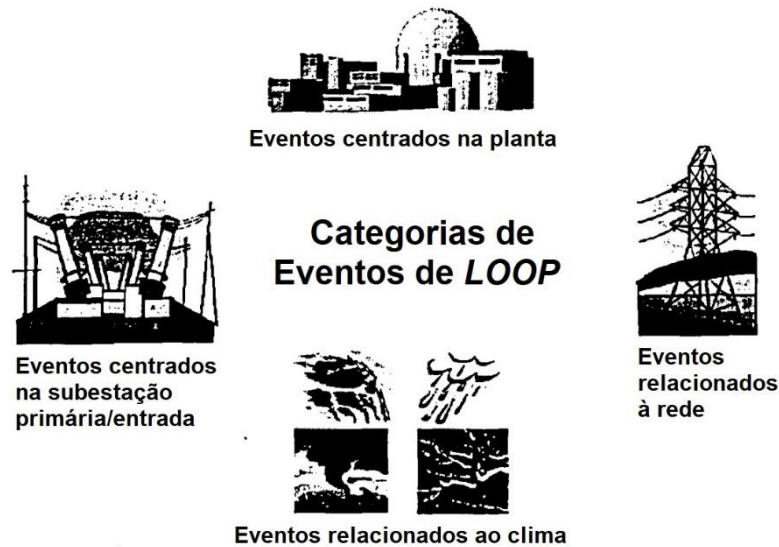 Eventos centrados na planta
Categorias de
Eventos de LOOP
Eventos centrados
na subestação
primária/entrada
Eventos
relacionados
à rede
Eventos relacionados ao clima